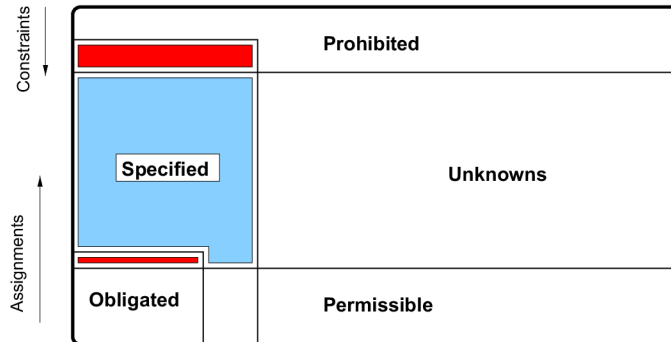 Constraints
Prohibited
Specified
Unknowns
Assignments
Obligated
Permissible